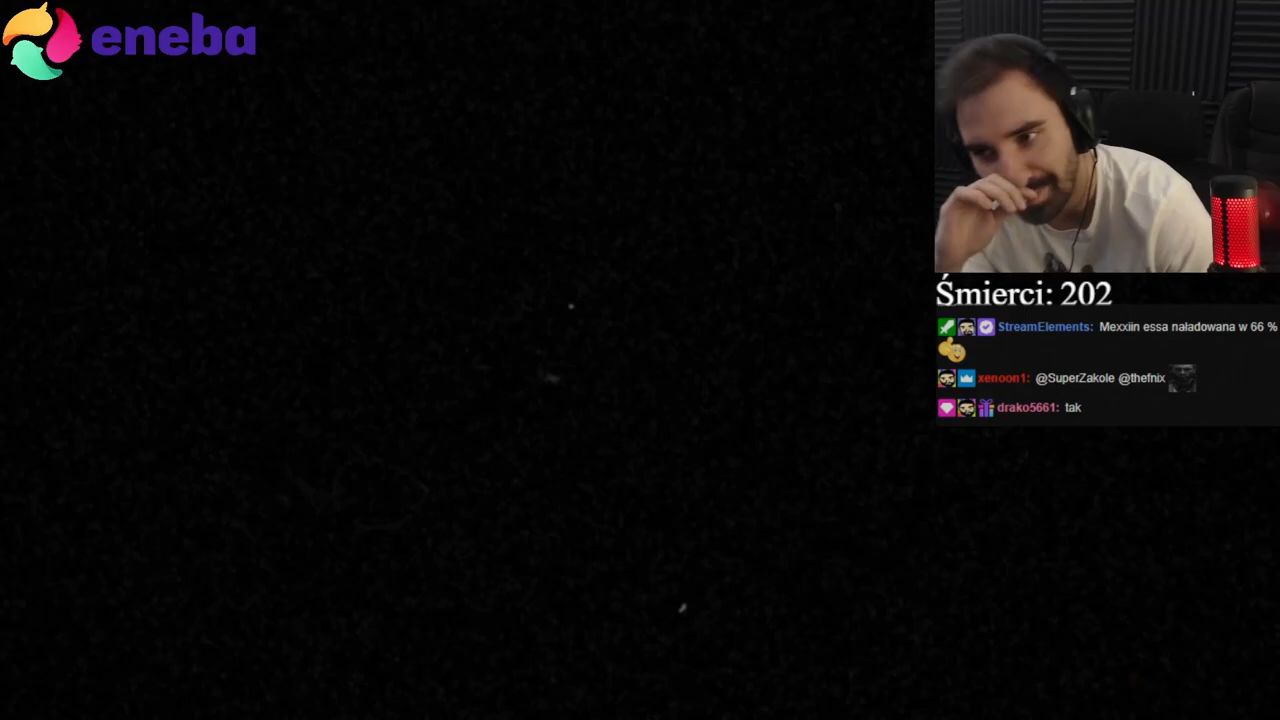 eneba
Śmierci: 202
StreamElements: Mexxiin essa naładowana w 66 %
xenoon1: @SuperZakole @thefnix
drako5661: tak